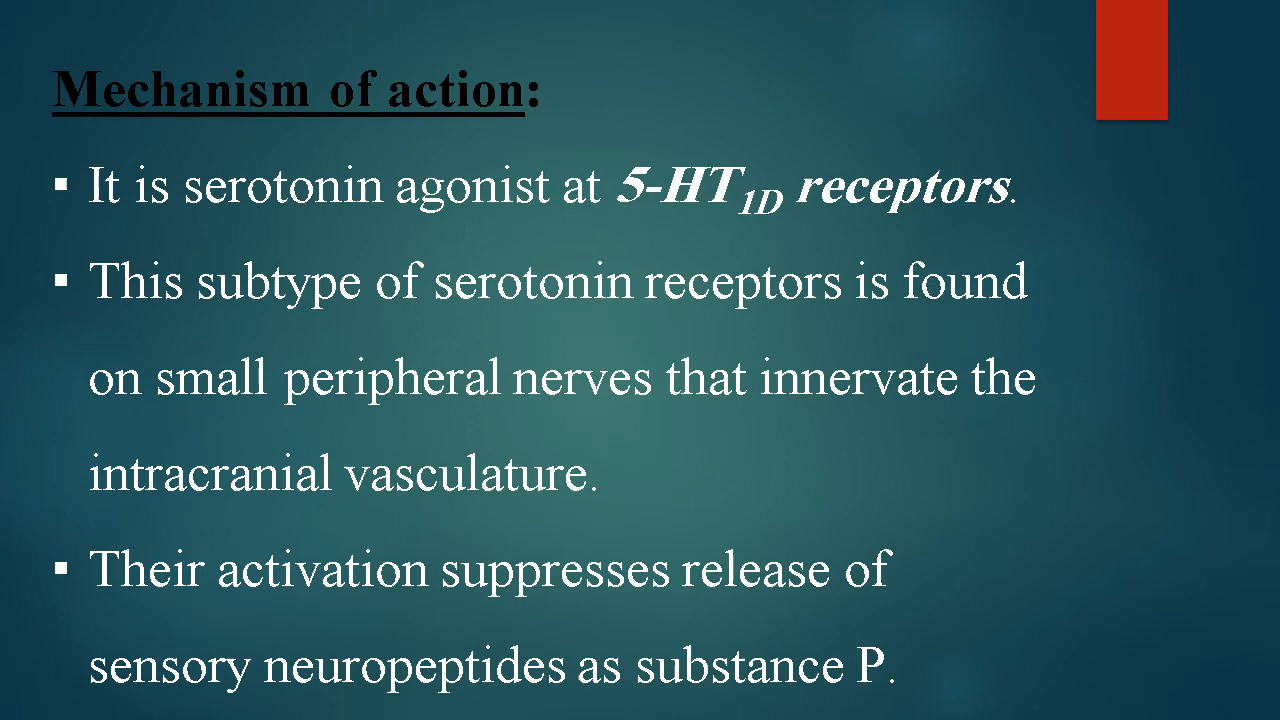 Mechanism of action:
▪ It is serotonin agonist at 5-HT1D receptors.
▪ This subtype of serotonin receptors is found
on small peripheral nerves that innervate the
intracranial vasculature.
▪ Their activation suppresses release of
sensory neuropeptides as substance P.